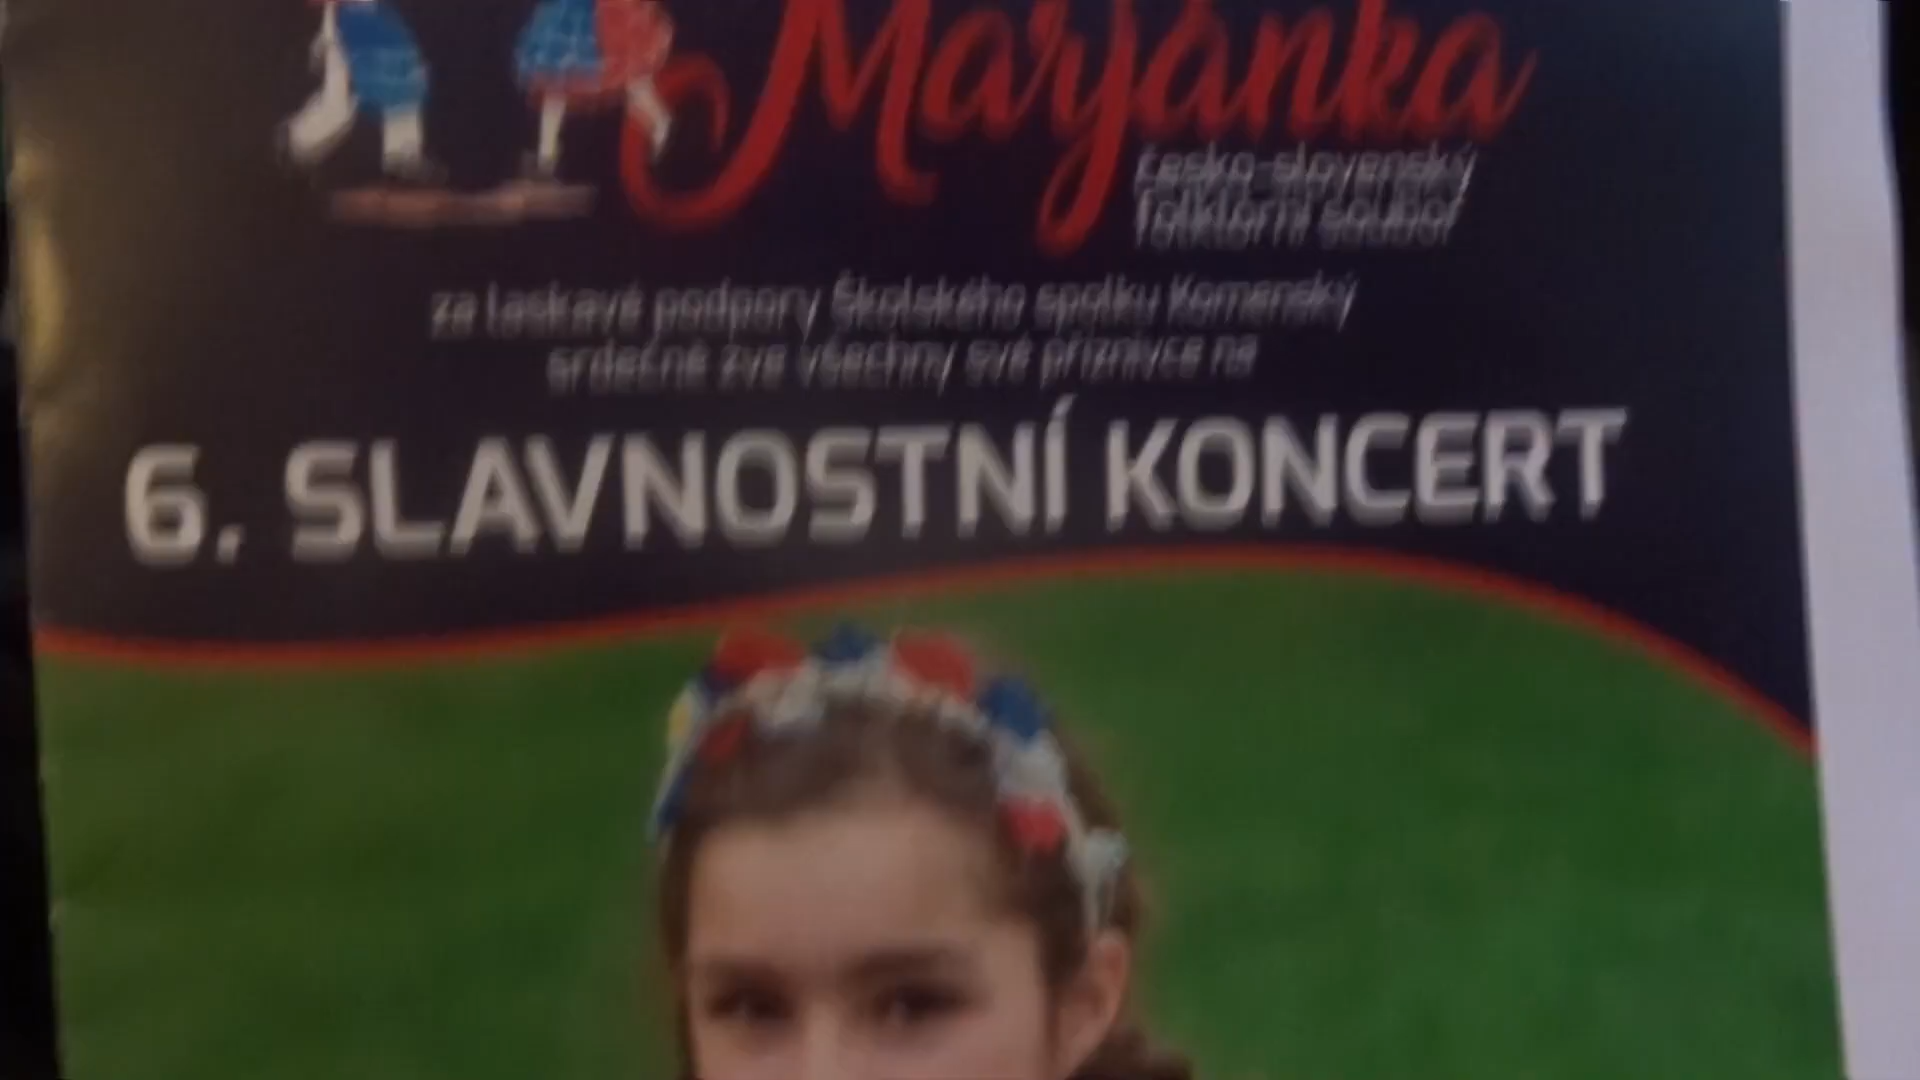 Marjánka
česko-slovenský
folklorní soubor
za laskavé podpory Školského spolku Komenský
srdečně zve všechny své příznivce na
6. SLAVNOSTNÍ KONCERT